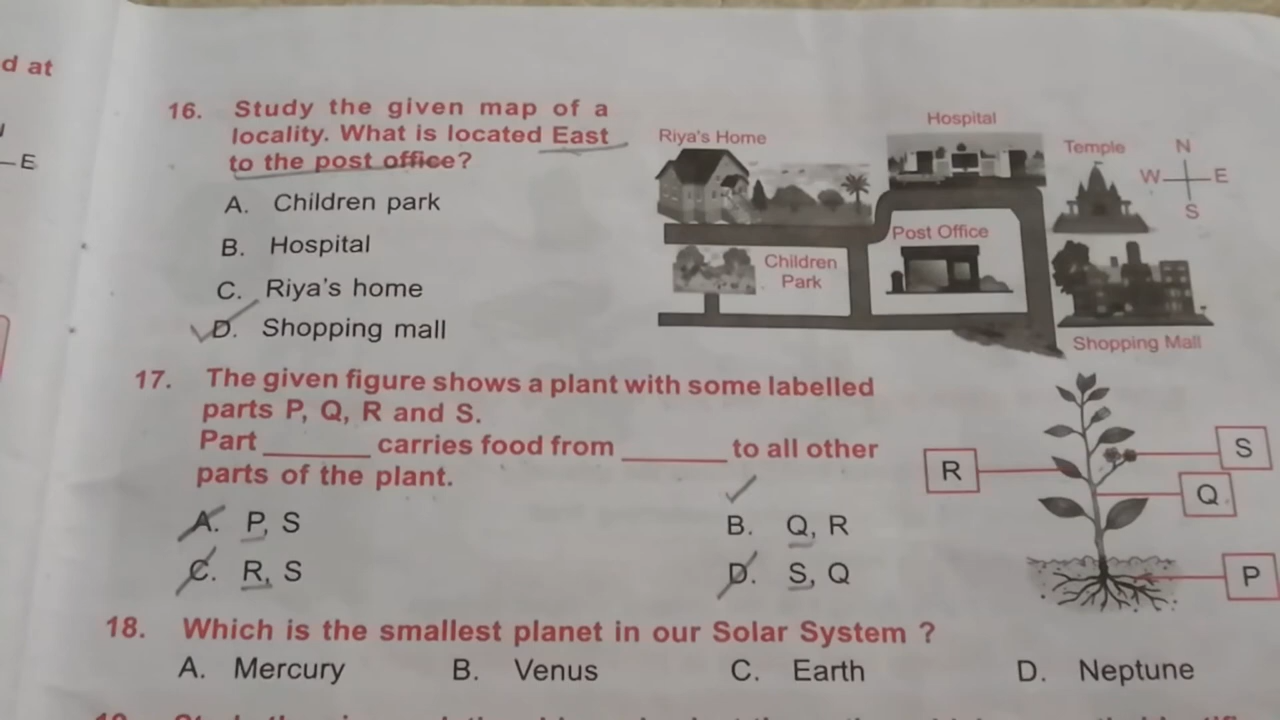 d at
E
16. Study the given map of a
locality. What is located East
to the post office?
A. Children park
B. Hospital
C. Riya's home
D. Shopping mall
Riya's Home
Hospital
Temple
N
W E
S
Post Office
Children
Park
Shopping Mall
17. The given figure shows a plant with some labelled
parts P, Q, R and S.
Part ______ carries food from ______ to all other
parts of the plant.
A. P, S
B. Q, R
C. R, S
D. S, Q
R
S
Q
P
18. Which is the smallest planet in our Solar System ?
A. Mercury B. Venus C. Earth D. Neptune